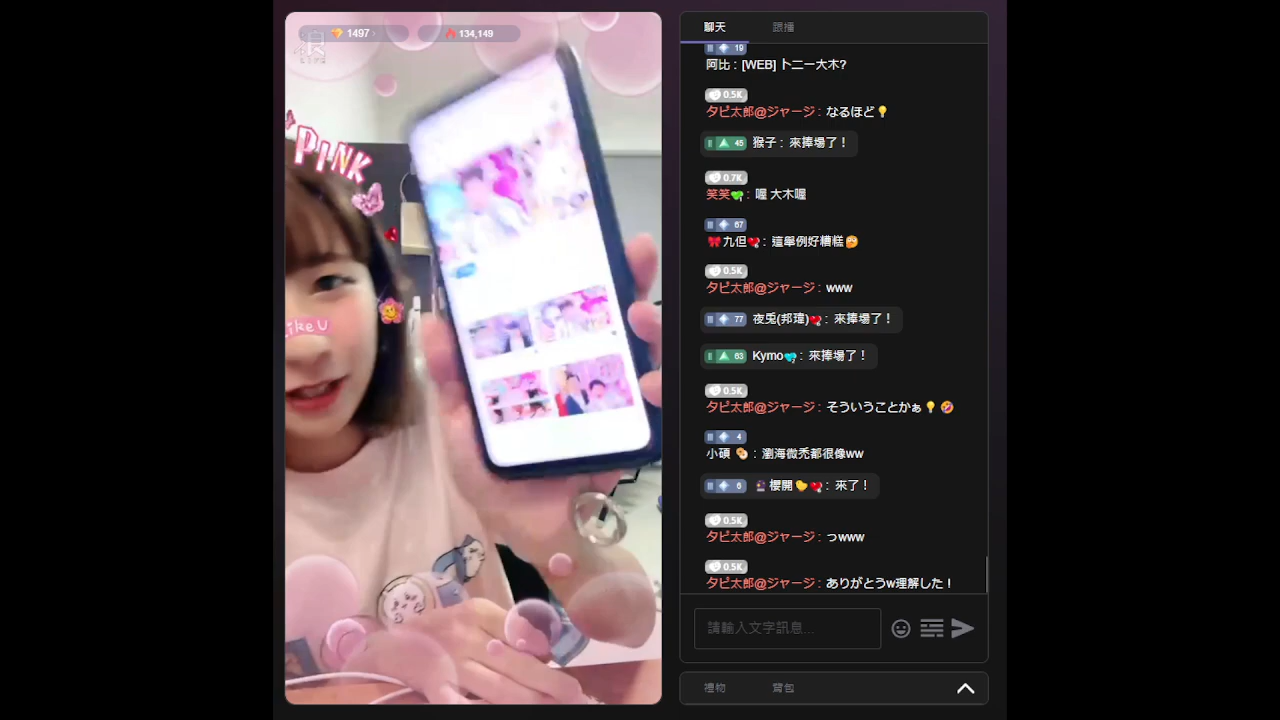 1497
134,149
浪
PINK
Like U
聊天
跟播
19
阿比 : [WEB] 卜二一大木?
0.5K
タピ太郎@ジャージ : なるほど💡
45 猴子 : 來捧場了!
0.7K
笑笑 : 喔 大木喔
67
🎀九但💘 : 這舉例好糟糕
0.5K
タピ太郎@ジャージ : www
77 夜兎(邦瑋)💘 : 來捧場了!
63 Kymo : 來捧場了!
0.5K
タピ太郎@ジャージ : そういうことかぁ💡🤣
4
小碩 : 瀏海微禿都很像ww
6 🔮櫻開 💘 : 來了!
0.5K
タピ太郎@ジャージ : っwww
0.5K
タピ太郎@ジャージ : ありがとうw理解した!
請輸入文字訊息...
禮物
背包